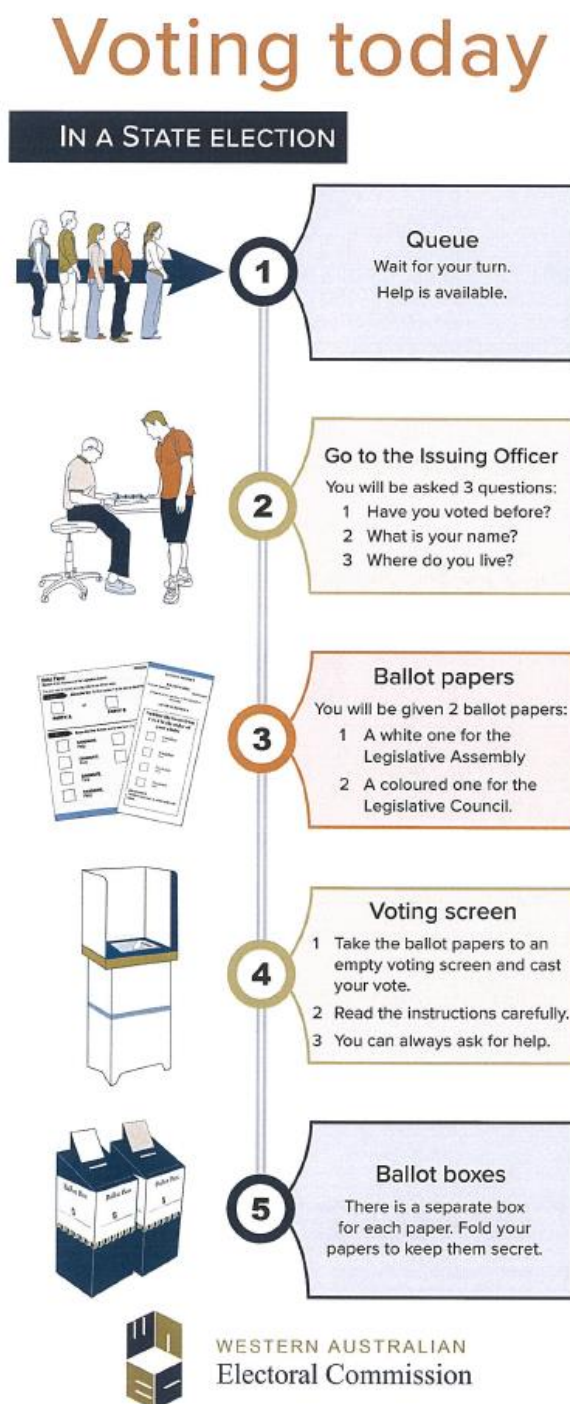 Voting today
IN A STATE ELECTION
1
Queue
Wait for your turn.
Help is available.
2
Go to the Issuing Officer
You will be asked 3 questions:
1 Have you voted before?
2 What is your name?
3 Where do you live?
3
Ballot papers
You will be given 2 ballot papers:
1 A white one for the
Legislative Assembly
2 A coloured one for the
Legislative Council.
4
Voting screen
1 Take the ballot papers to an
empty voting screen and cast
your vote.
2 Read the instructions carefully.
3 You can always ask for help.
Ballot Box
Ballot Box
5
Ballot boxes
There is a separate box
for each paper. Fold your
papers to keep them secret.
WAEC
WESTERN AUSTRALIAN
Electoral Commission